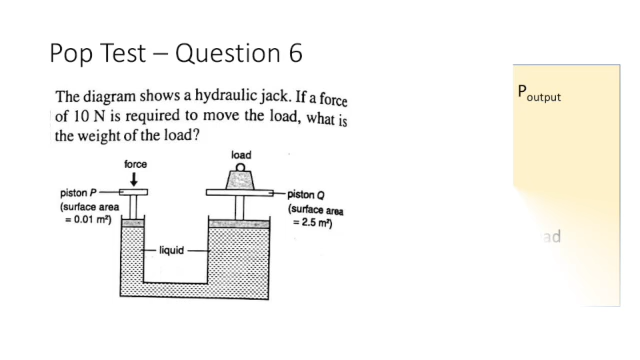 Pop Test – Question 6
The diagram shows a hydraulic jack. If a force
of 10 N is required to move the load, what is
the weight of the load?
force
load
piston P
(surface area
= 0.01 m²)
piston Q
(surface area
= 2.5 m²)
liquid
Poutput
ad